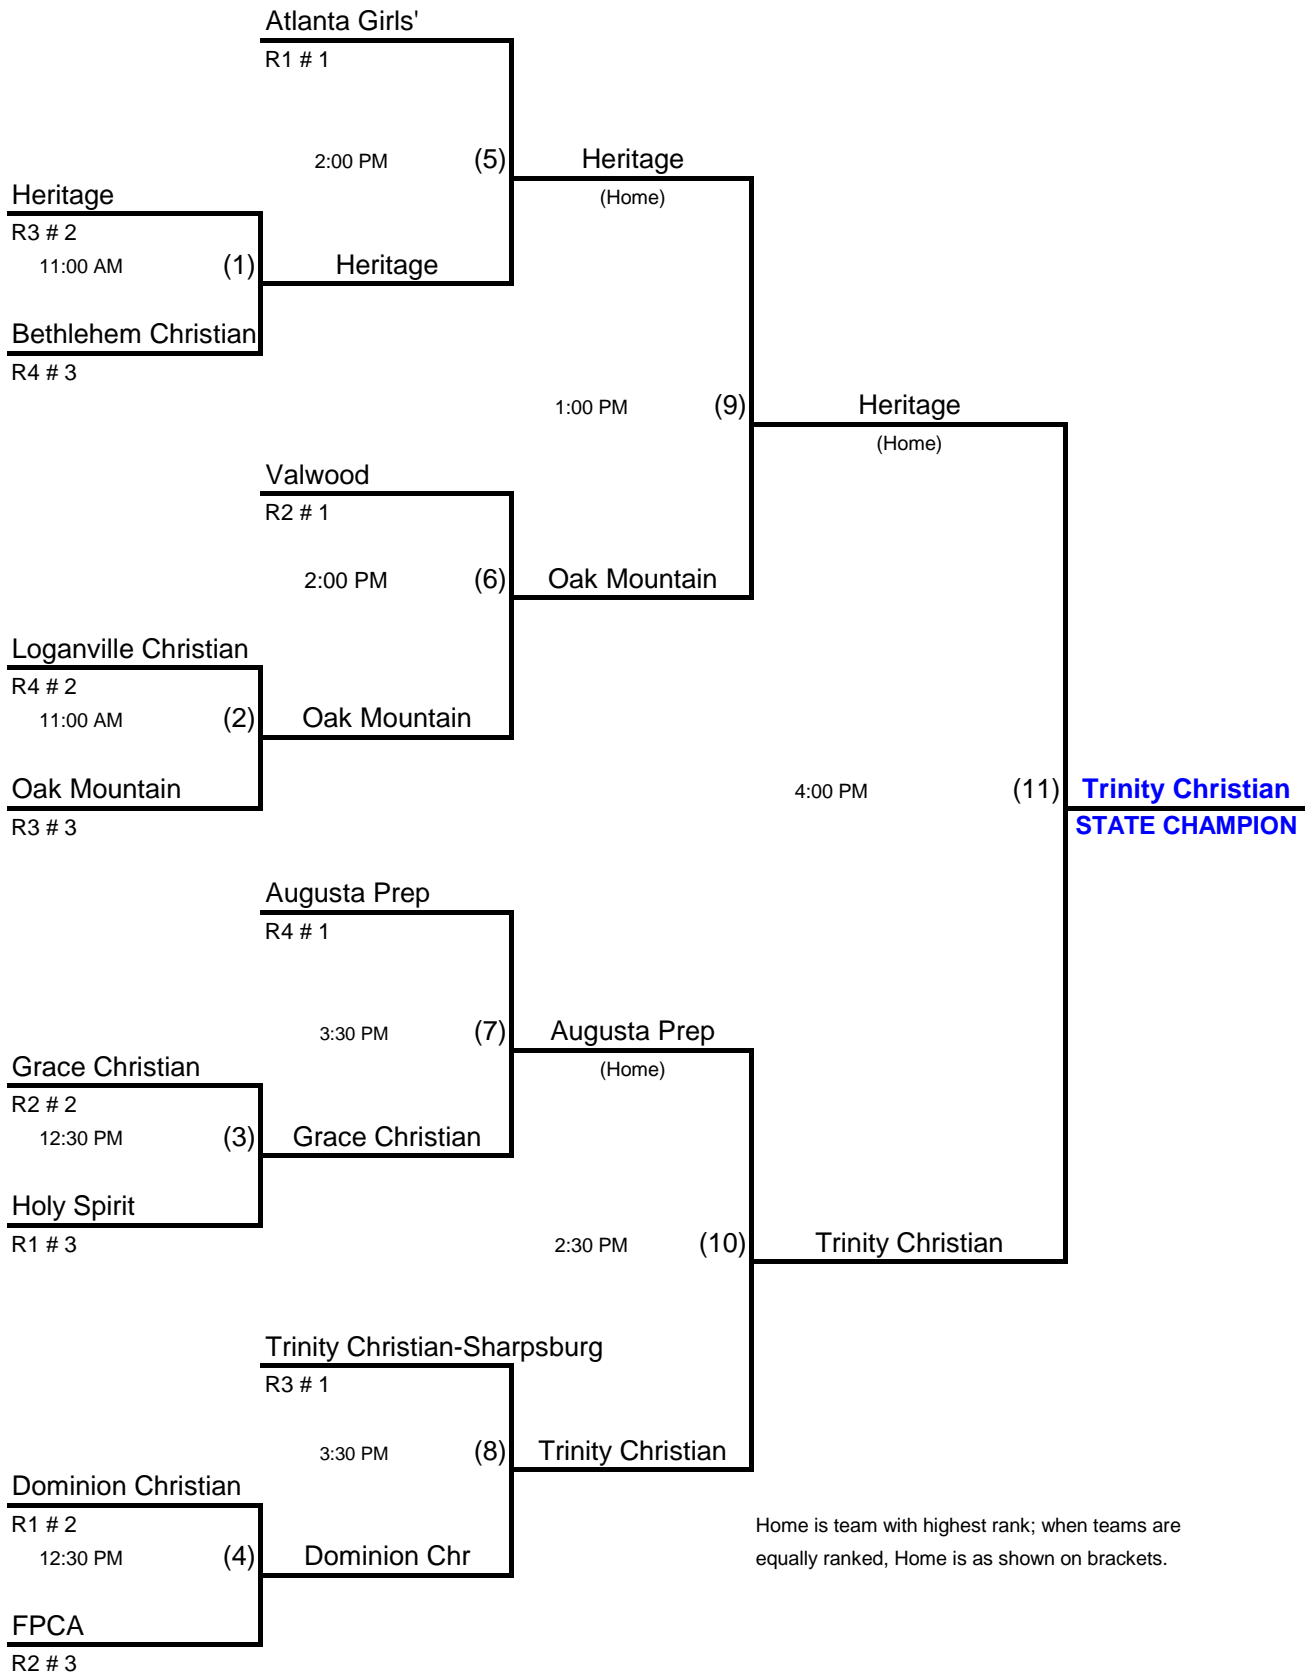 Atlanta Girls'
R1 # 1
2:00 PM (5) Heritage
(Home)
Heritage
R3 # 2
11:00 AM (1) Heritage
Bethlehem Christian
R4 # 3
1:00 PM (9) Heritage
(Home)
Valwood
R2 # 1
2:00 PM (6) Oak Mountain
Loganville Christian
R4 # 2
11:00 AM (2) Oak Mountain
Oak Mountain
R3 # 3
4:00 PM (11) Trinity Christian
STATE CHAMPION
Augusta Prep
R4 # 1
3:30 PM (7) Augusta Prep
(Home)
Grace Christian
R2 # 2
12:30 PM (3) Grace Christian
Holy Spirit
R1 # 3
2:30 PM (10) Trinity Christian
Trinity Christian-Sharpsburg
R3 # 1
3:30 PM (8) Trinity Christian
Dominion Christian
R1 # 2
12:30 PM (4) Dominion Chr
FPCA
R2 # 3
Home is team with highest rank; when teams are
equally ranked, Home is as shown on brackets.